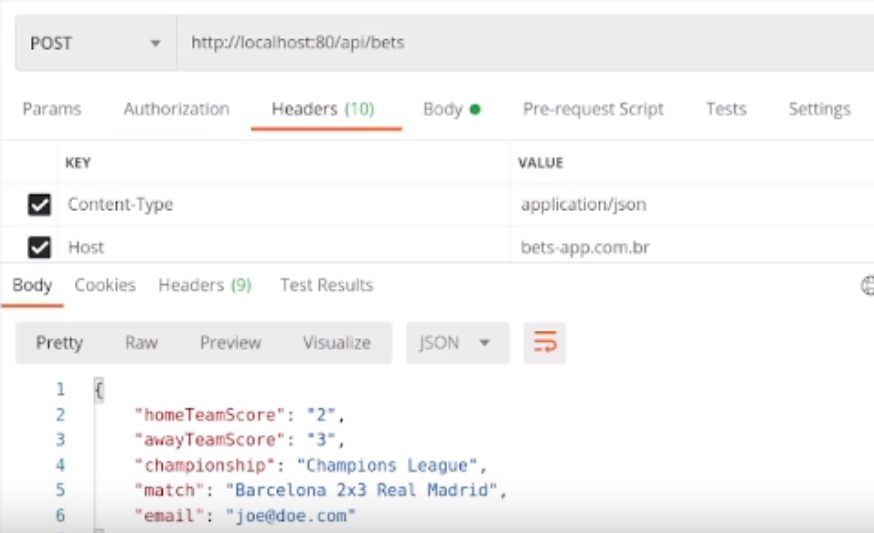 POST http://localhost:80/api/bets
Params Authorization Headers (10) Body Pre-request Script Tests Settings
KEY VALUE
Content-Type application/json
Host bets-app.com.br
Body Cookies Headers (9) Test Results
Pretty Raw Preview Visualize JSON
1 {
2 "homeTeamScore": "2",
3 "awayTeamScore": "3",
4 "championship": "Champions League",
5 "match": "Barcelona 2x3 Real Madrid",
6 "email": "joe@doe.com"